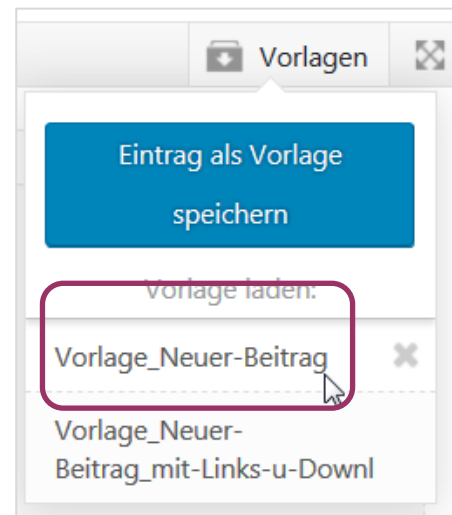 Vorlagen
Eintrag als Vorlage
speichern
Vorlage laden:
Vorlage_Neuer-Beitrag
Vorlage_Neuer-
Beitrag_mit-Links-u-Downl